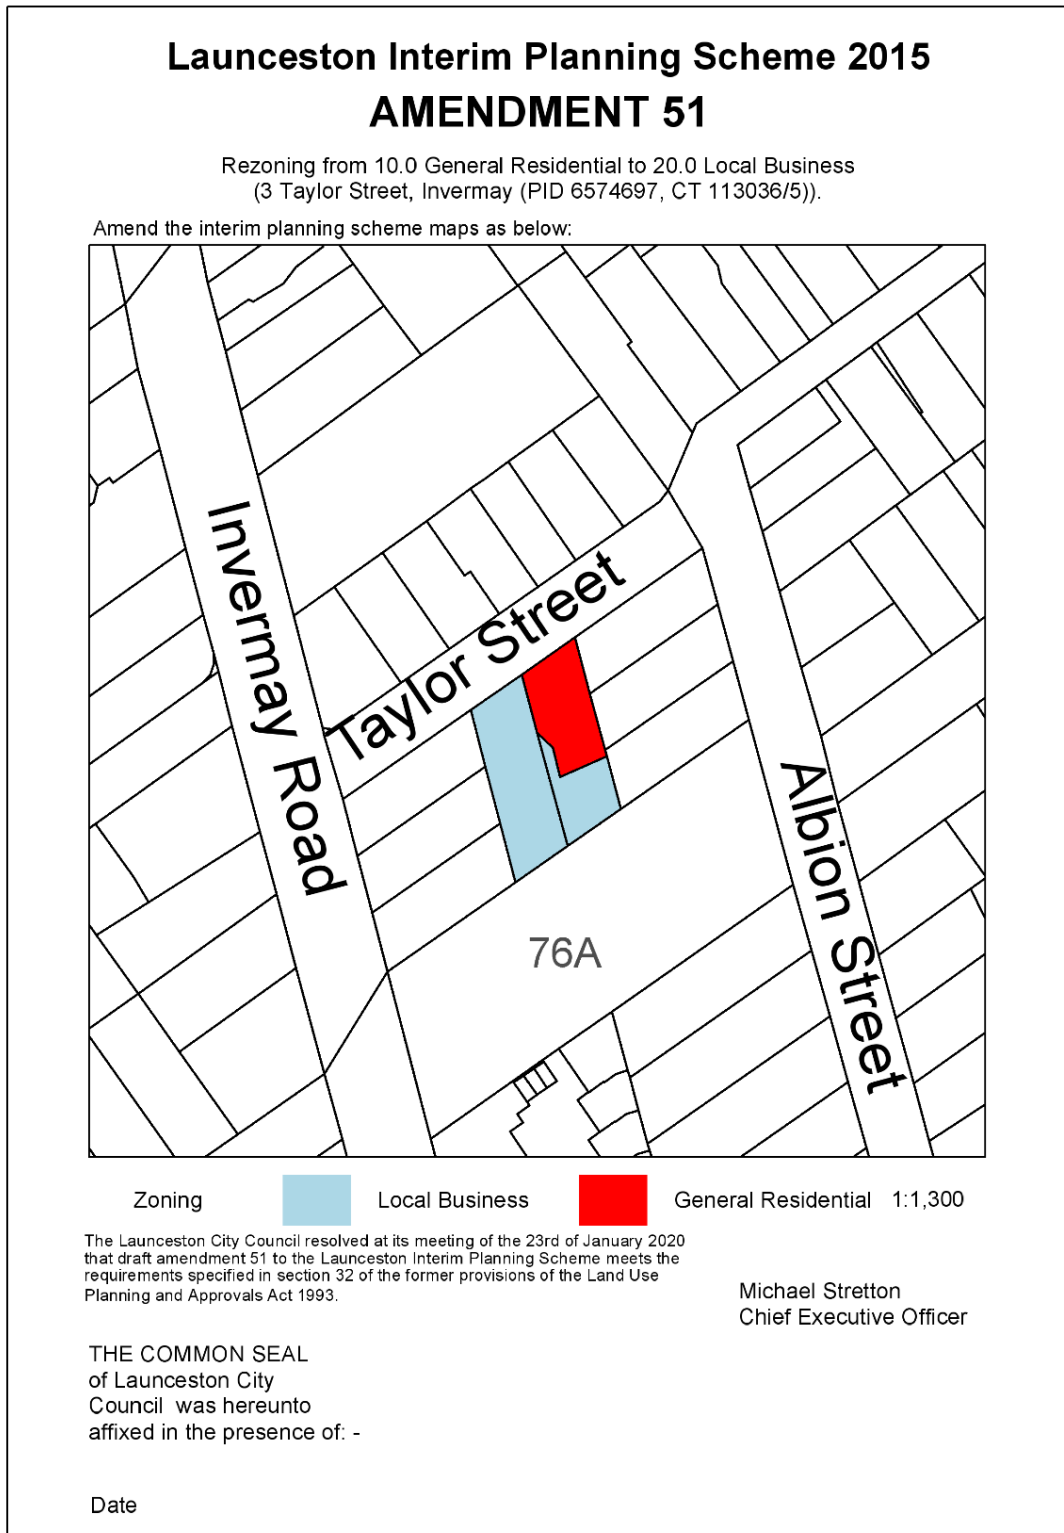 Launceston Interim Planning Scheme 2015
AMENDMENT 51
Rezoning from 10.0 General Residential to 20.0 Local Business
(3 Taylor Street, Invermay (PID 6574697, CT 113036/5)).
Amend the interim planning scheme maps as below:
Invermay Road
Taylor Street
Albion Street
76A
Zoning Local Business General Residential 1:1,300
The Launceston City Council resolved at its meeting of the 23rd of January 2020
that draft amendment 51 to the Launceston Interim Planning Scheme meets the
requirements specified in section 32 of the former provisions of the Land Use
Planning and Approvals Act 1993.
Michael Stretton
Chief Executive Officer
THE COMMON SEAL
of Launceston City
Council was hereunto
affixed in the presence of: -
Date